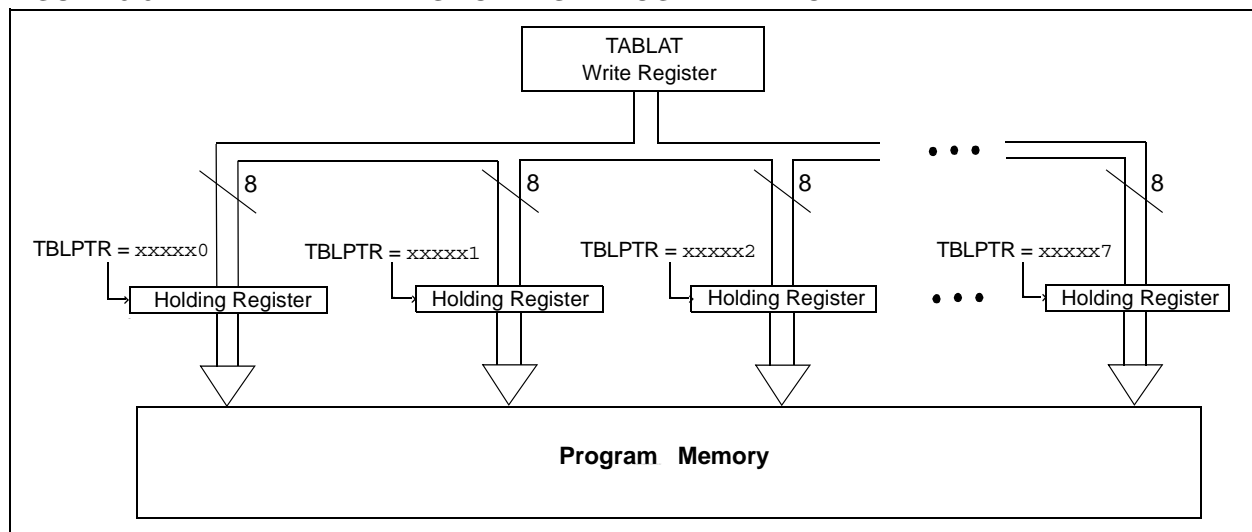 TABLAT
Write Register
8 8 8 8
TBLPTR = xxxxx0 TBLPTR = xxxxx1 TBLPTR = xxxxx2 TBLPTR = xxxxx7
Holding Register Holding Register Holding Register Holding Register
Program Memory